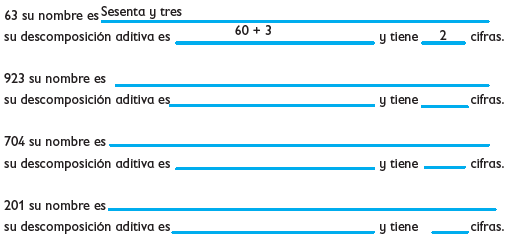 63 su nombre es Sesenta y tres
su descomposición aditiva es 60 + 3 y tiene 2 cifras.
923 su nombre es
su descomposición aditiva es y tiene cifras.
704 su nombre es
su descomposición aditiva es y tiene cifras.
201 su nombre es
su descomposición aditiva es y tiene cifras.